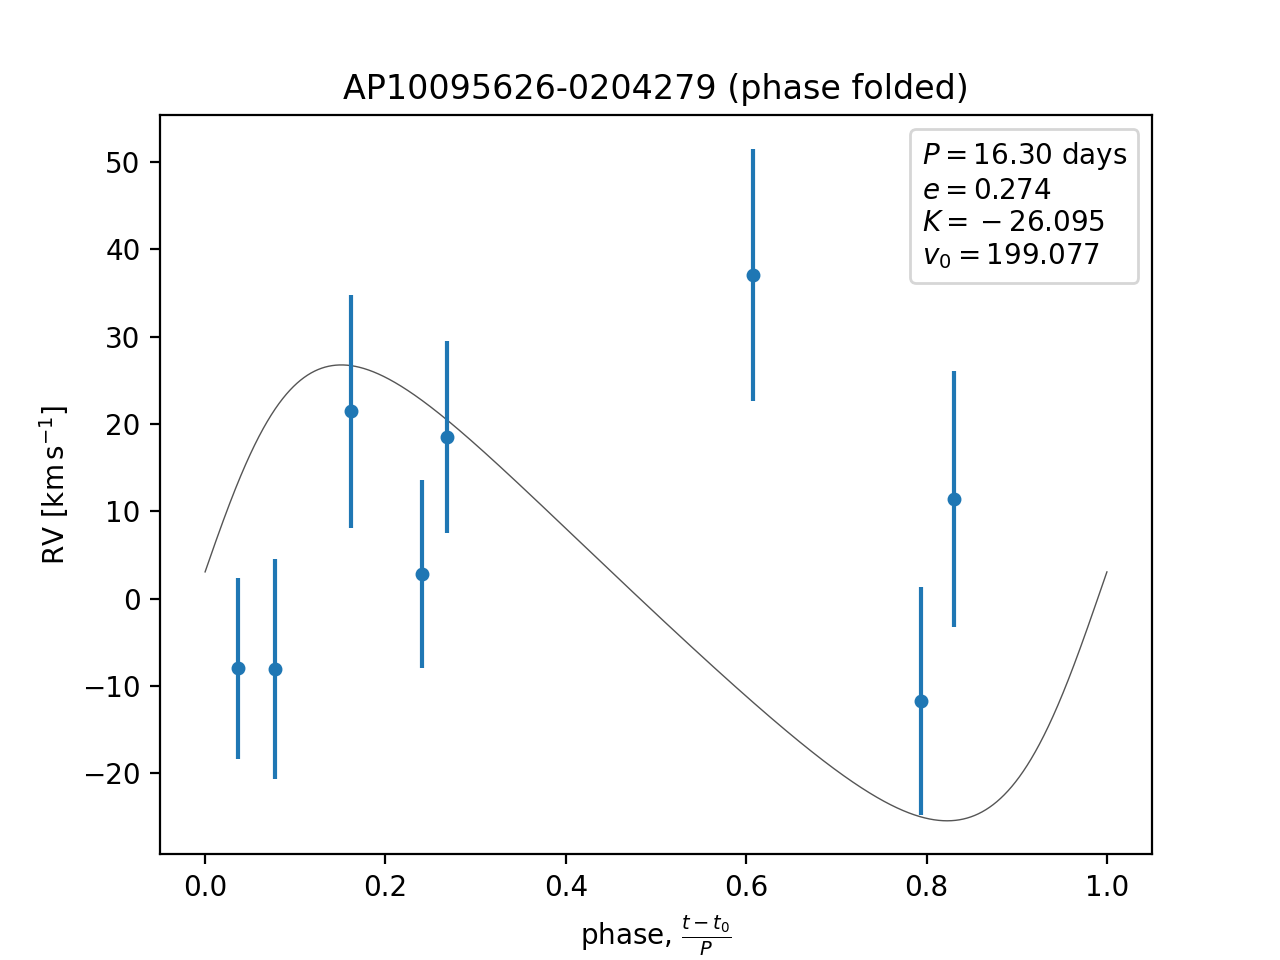 AP10095626-0204279 (phase folded)
P = 16.30 days
e = 0.274
K = −26.095
v₀ = 199.077
50
40
30
20
10
0
−10
−20
RV [km s⁻¹]
0.0 0.2 0.4 0.6 0.8 1.0
phase, (t − t₀)/P